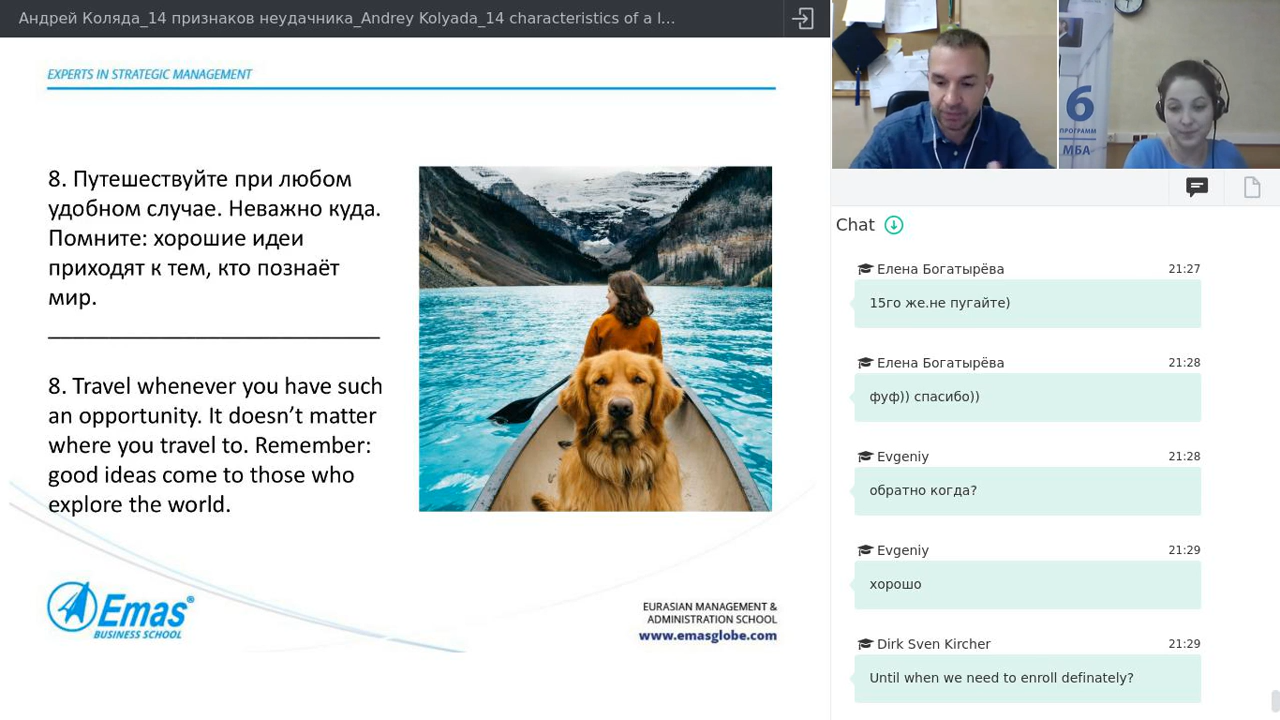 Андрей Коляда_14 признаков неудачника_Andrey Kolyada_14 characteristics of a l...
EXPERTS IN STRATEGIC MANAGEMENT
8. Путешествуйте при любом
удобном случае. Неважно куда.
Помните: хорошие идеи
приходят к тем, кто познаёт
мир.
8. Travel whenever you have such
an opportunity. It doesn’t matter
where you travel to. Remember:
good ideas come to those who
explore the world.
Emas®
BUSINESS SCHOOL
EURASIAN MANAGEMENT &
ADMINISTRATION SCHOOL
www.emasglobe.com
6
ПРОГРАММ
МБА
Chat
Елена Богатырёва 21:27
15го же.не пугайте)
Елена Богатырёва 21:28
фуф)) спасибо))
Evgeniy 21:28
обратно когда?
Evgeniy 21:29
хорошо
Dirk Sven Kircher 21:29
Until when we need to enroll definately?